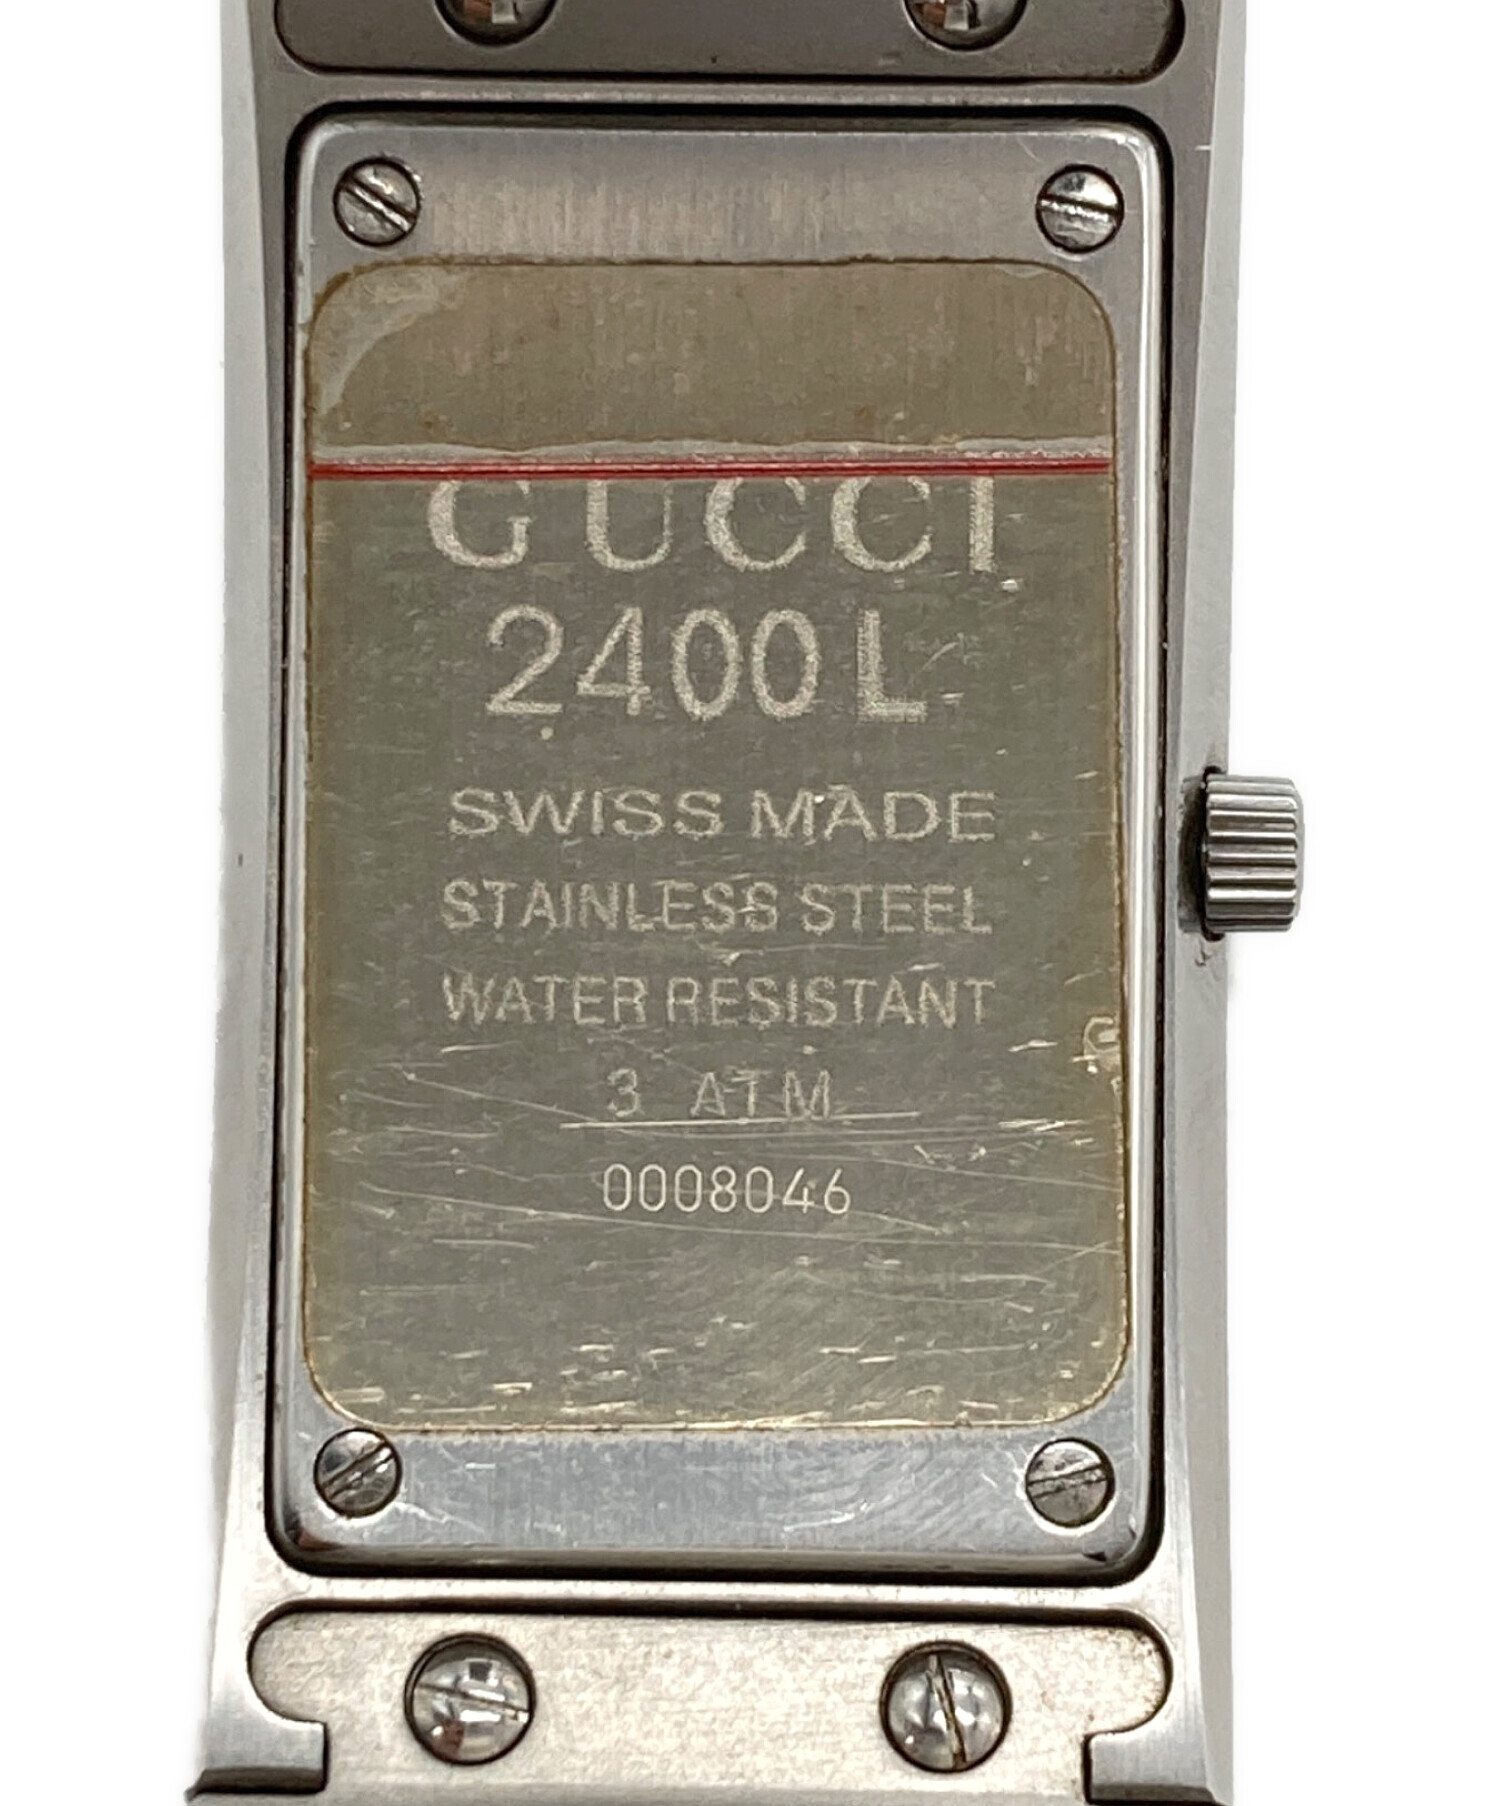 GUCCI
2400L
SWISS MADE
STAINLESS STEEL
WATER RESISTANT
3 ATM
0008046